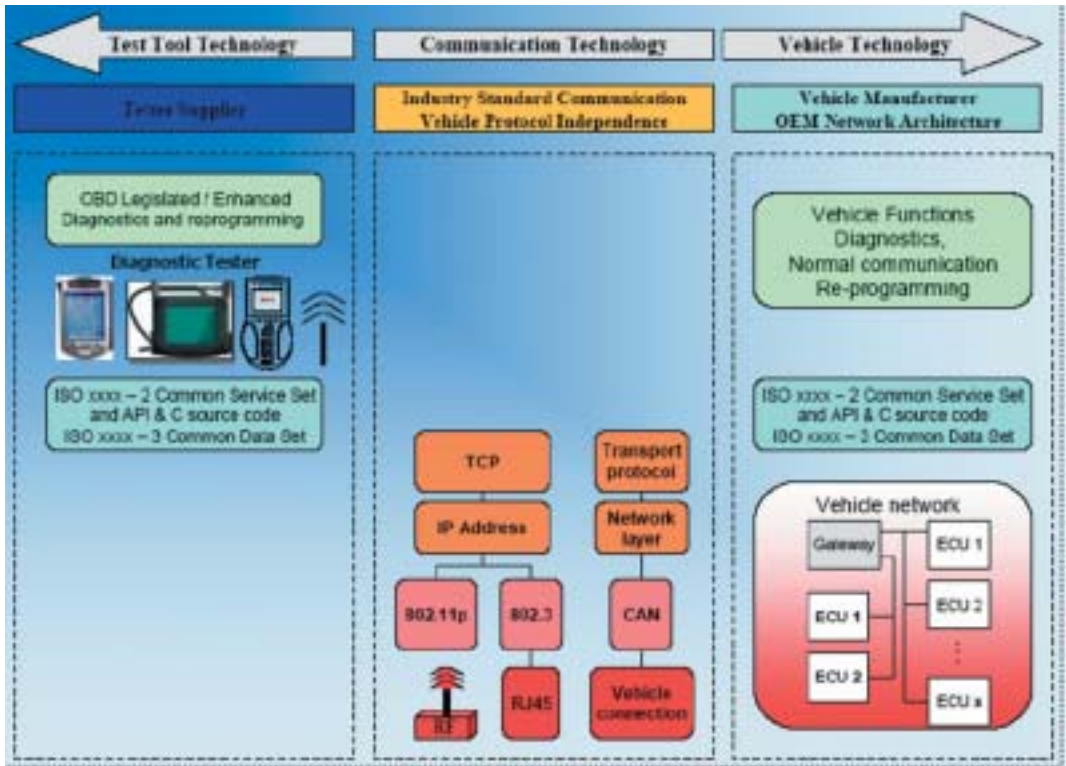 Test Tool Technology
Communication Technology
Vehicle Technology
Tester Supplier
Industry Standard Communication
Vehicle Protocol Independence
Vehicle Manufacturer
OEM Network Architecture
OBD Legislated / Enhanced
Diagnostics and reprogramming
Diagnostic Tester
ISO xxxx – 2 Common Service Set
and API & C source code
ISO xxxx – 3 Common Data Set
TCP
IP Address
802.11p
802.3
RJ45
Transport
protocol
Network
layer
CAN
Vehicle
connection
Vehicle Functions
Diagnostics,
Normal communication
Re-programming
ISO xxxx – 2 Common Service Set
and API & C source code
ISO xxxx – 3 Common Data Set
Vehicle network
Gateway
ECU 1
ECU 2
ECU 1
ECU 2
ECU x